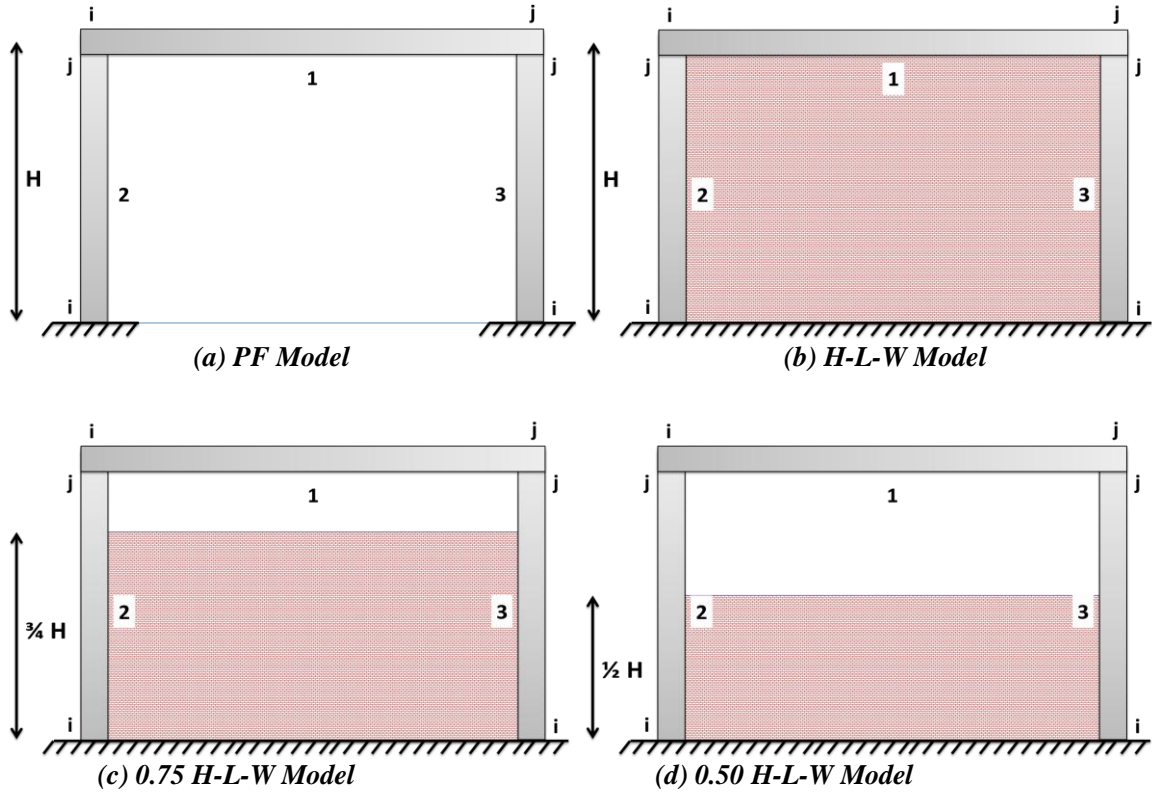 i j
j j
1
H
2 3
i i
(a) PF Model
i j
j j
1
H
2 3
i i
(b) H-L-W Model
i j
j j
1
2 3
¾ H
i i
(c) 0.75 H-L-W Model
i j
j j
1
2 3
½ H
i i
(d) 0.50 H-L-W Model